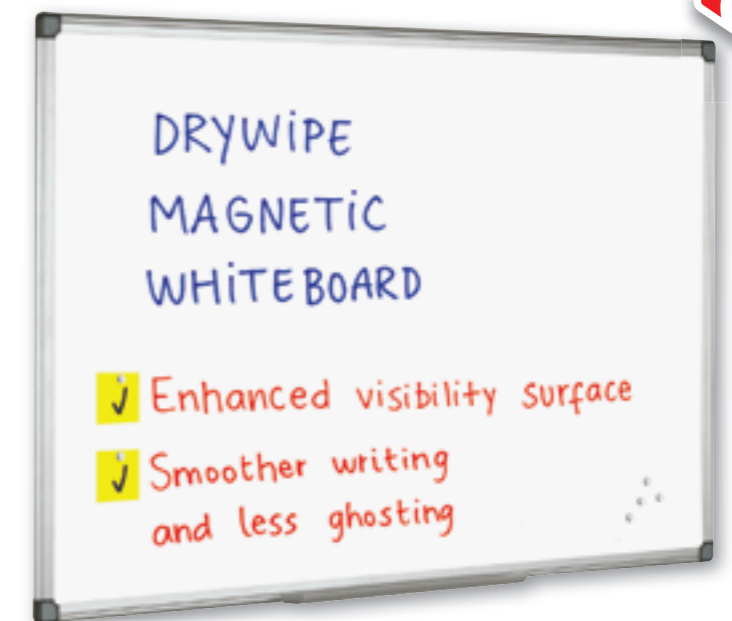 DRYWiPE
MAGNETiC
WHiTEBOARD
Enhanced visibility surface
Smoother writing
and less ghosting